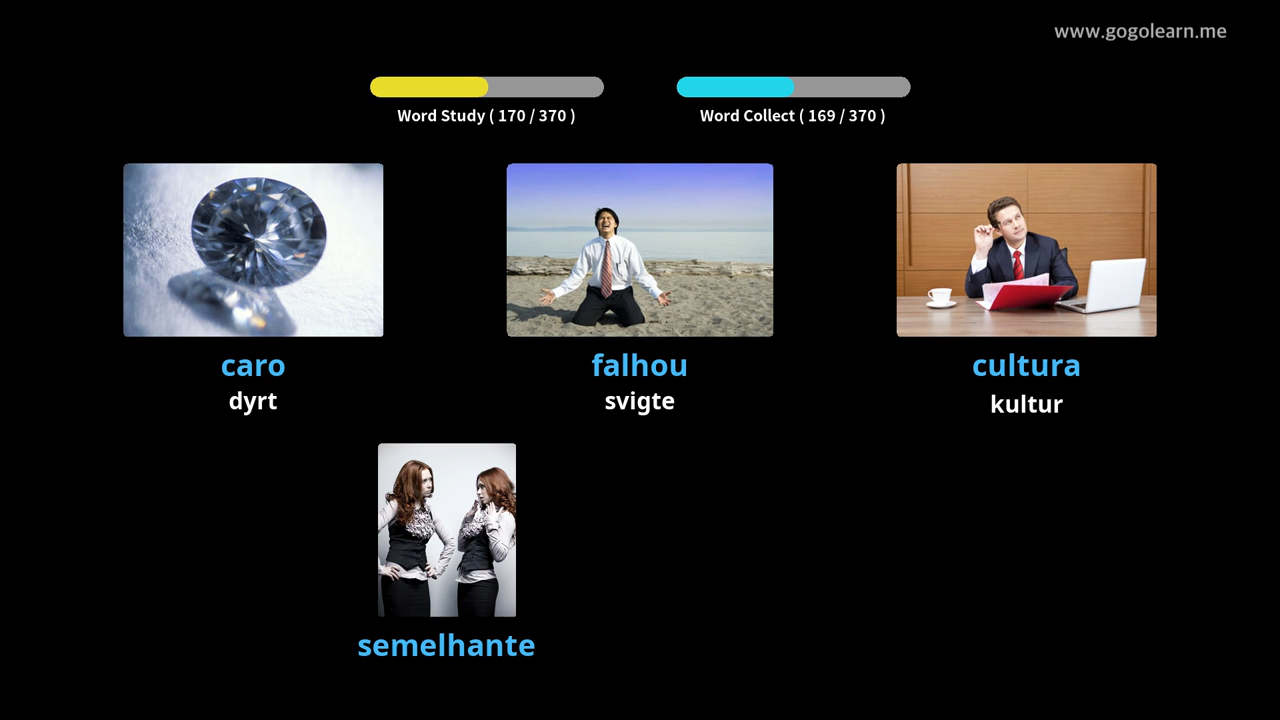 www.gogolearn.me
Word Study ( 170 / 370 )
Word Collect ( 169 / 370 )
caro
dyrt
falhou
svigte
cultura
kultur
semelhante